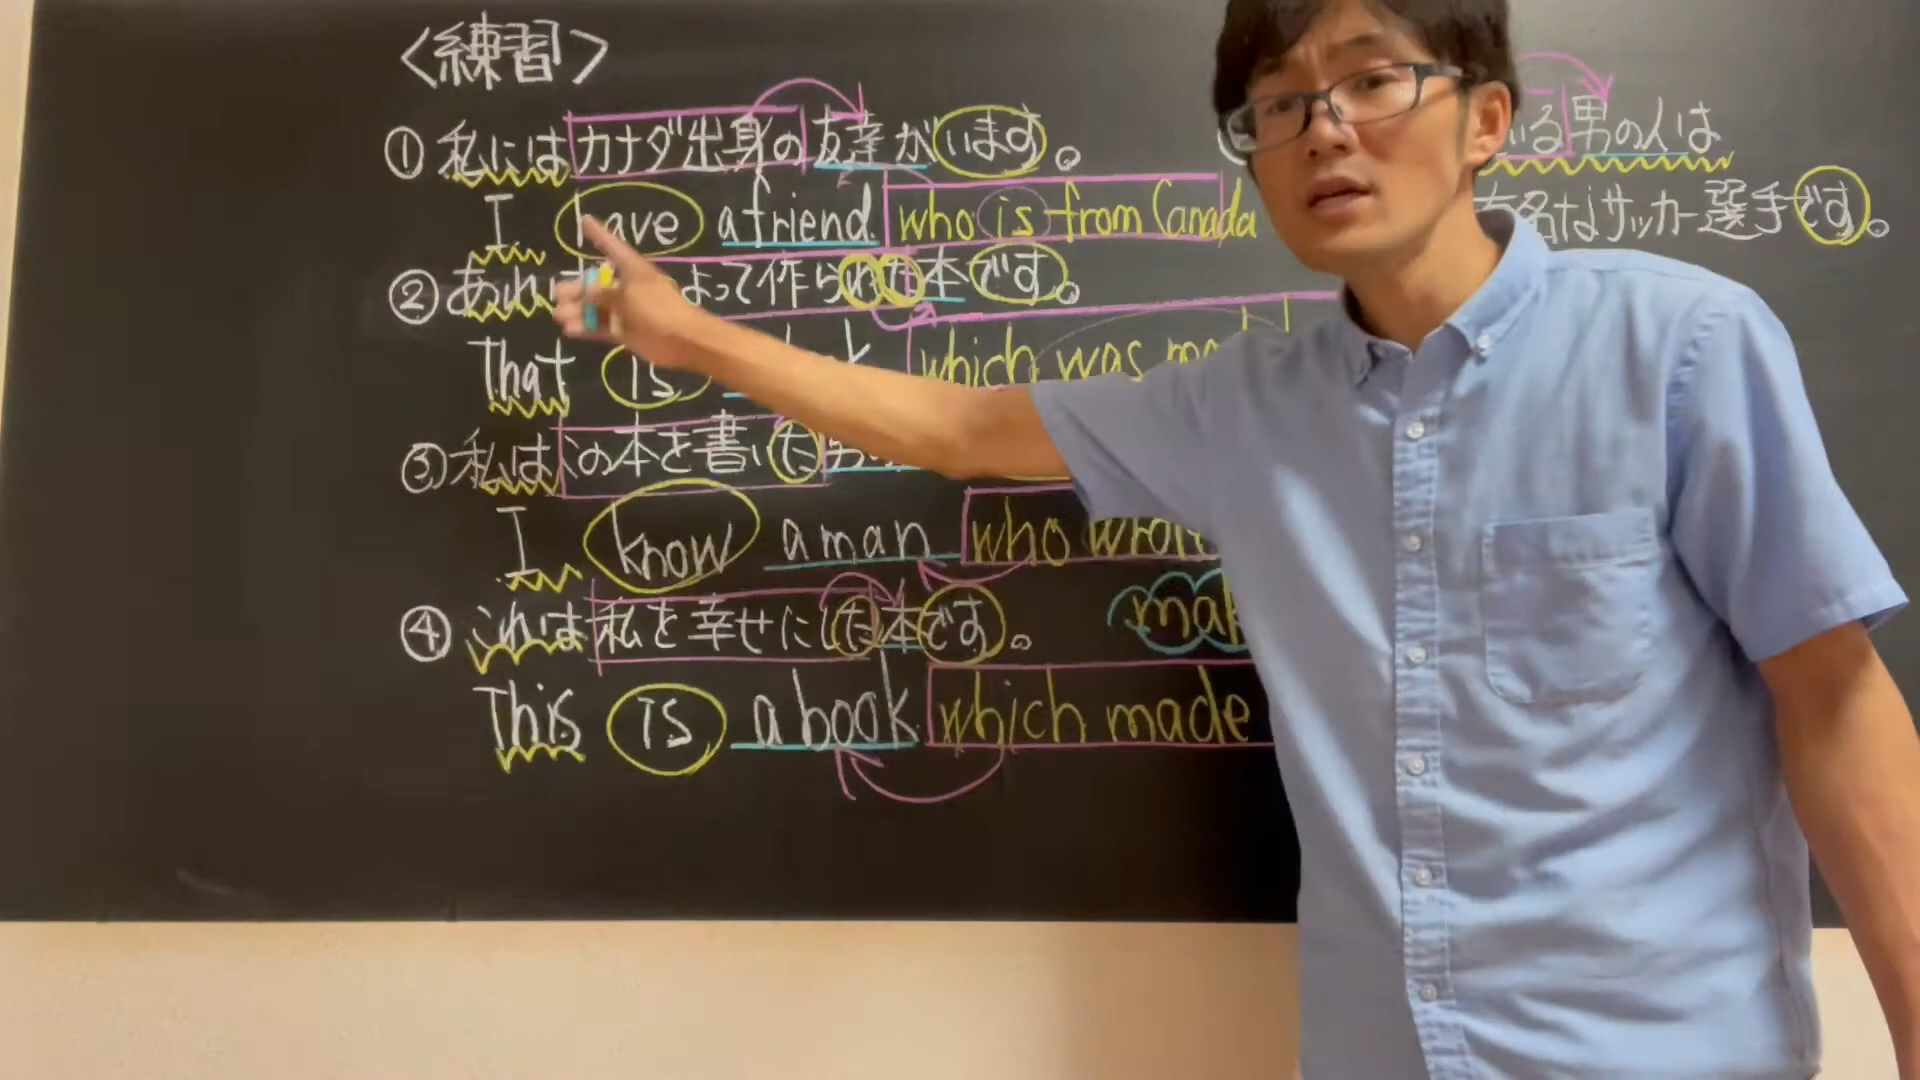 <練習>
① 私にはカナダ出身の友達がいます。
I have a friend who is from Canada
② あれは よって作られた本です。
That is which was
③ 私は の本を書いた
I know a man who wrote
④ これは私を幸せにした本です。
This is a book which made
いる男の人は
有名なサッカー選手です。